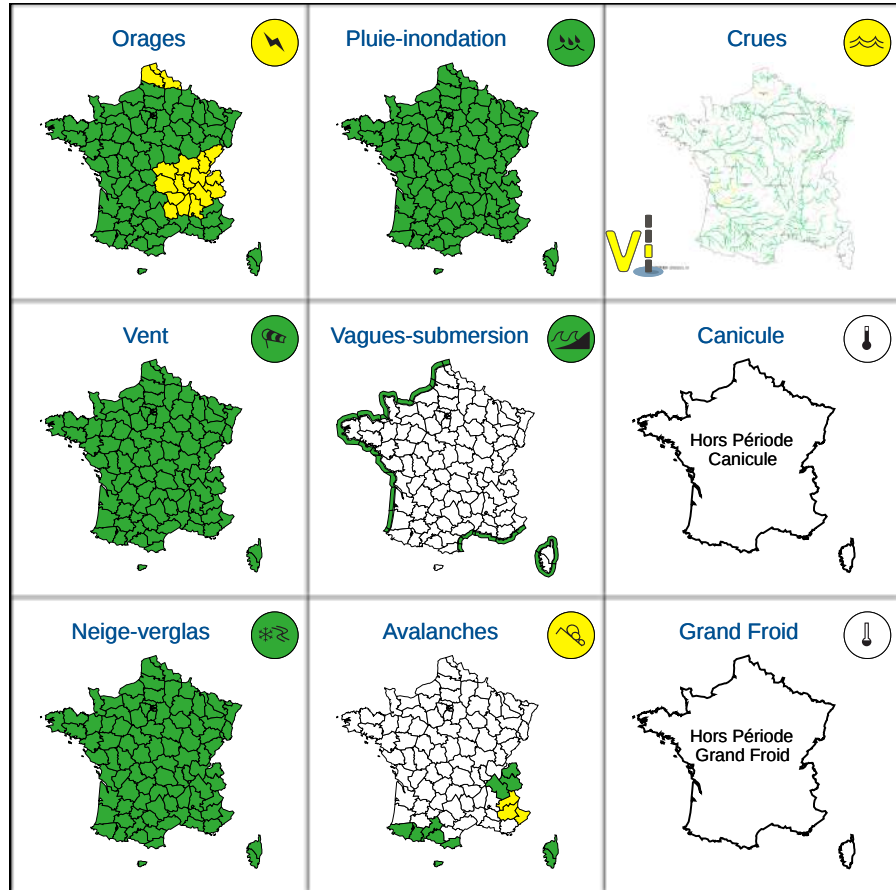 Orages
Pluie-inondation
Crues
Vi
Vent
Vagues-submersion
Canicule
Hors Période
Canicule
Neige-verglas
Avalanches
Grand Froid
Hors Période
Grand Froid